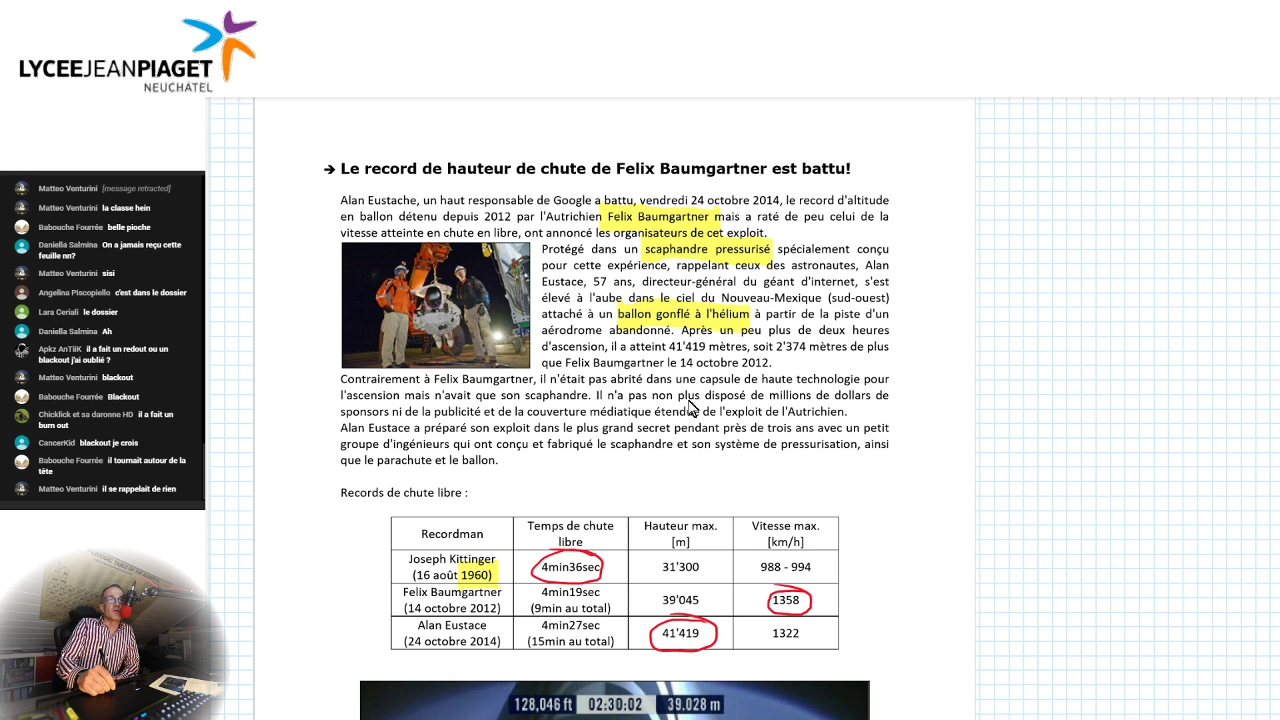 LYCEEJEANPIAGET
NEUCHÂTEL
Matteo Venturini [message retracted]
Matteo Venturini la classe hein
Babouche Fourrée belle pioche
Daniella Salmina On a jamais reçu cette
feuille nn?
Matteo Venturini sisi
Angelina Piscopiello c'est dans le dossier
Lara Ceriali le dossier
Daniella Salmina Ah
Apkz AnTiiK il a fait un redout ou un
blackout j'ai oublié ?
Matteo Venturini blackout
Babouche Fourrée Blackout
Chicklick et sa daronne HD il a fait un
burn out
CancerKid blackout je crois
Babouche Fourrée il tournait autour de la
tête
Matteo Venturini il se rappelait de rien
➔ Le record de hauteur de chute de Felix Baumgartner est battu!
Alan Eustache, un haut responsable de Google a battu, vendredi 24 octobre 2014, le record d'altitude
en ballon détenu depuis 2012 par l'Autrichien Felix Baumgartner mais a raté de peu celui de la
vitesse atteinte en chute en libre, ont annoncé les organisateurs de cet exploit.
Protégé dans un scaphandre pressurisé spécialement conçu
pour cette expérience, rappelant ceux des astronautes, Alan
Eustace, 57 ans, directeur-général du géant d'internet, s'est
élevé à l'aube dans le ciel du Nouveau-Mexique (sud-ouest)
attaché à un ballon gonflé à l'hélium à partir de la piste d'un
aérodrome abandonné. Après un peu plus de deux heures
d'ascension, il a atteint 41'419 mètres, soit 2'374 mètres de plus
que Felix Baumgartner le 14 octobre 2012.
Contrairement à Felix Baumgartner, il n'était pas abrité dans une capsule de haute technologie pour
l'ascension mais n'avait que son scaphandre. Il n'a pas non plus disposé de millions de dollars de
sponsors ni de la publicité et de la couverture médiatique étendue de l'exploit de l'Autrichien.
Alan Eustace a préparé son exploit dans le plus grand secret pendant près de trois ans avec un petit
groupe d'ingénieurs qui ont conçu et fabriqué le scaphandre et son système de pressurisation, ainsi
que le parachute et le ballon.
Records de chute libre :
Recordman Temps de chute libre Hauteur max. [m] Vitesse max. [km/h]
Joseph Kittinger (16 août 1960) 4min36sec 31'300 988 - 994
Felix Baumgartner (14 octobre 2012) 4min19sec (9min au total) 39'045 1358
Alan Eustace (24 octobre 2014) 4min27sec (15min au total) 41'419 1322
128,046 ft 02:30:02 39.028 m